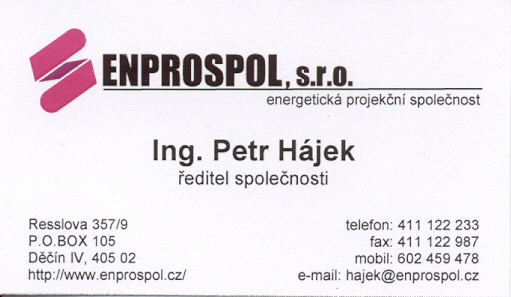 ENPROSPOL, s.r.o.
energetická projekční společnost
Ing. Petr Hájek
ředitel společnosti
Resslova 357/9
P.O.BOX 105
Děčín IV, 405 02
http://www.enprospol.cz/
telefon: 411 122 233
fax: 411 122 987
mobil: 602 459 478
e-mail: hajek@enprospol.cz